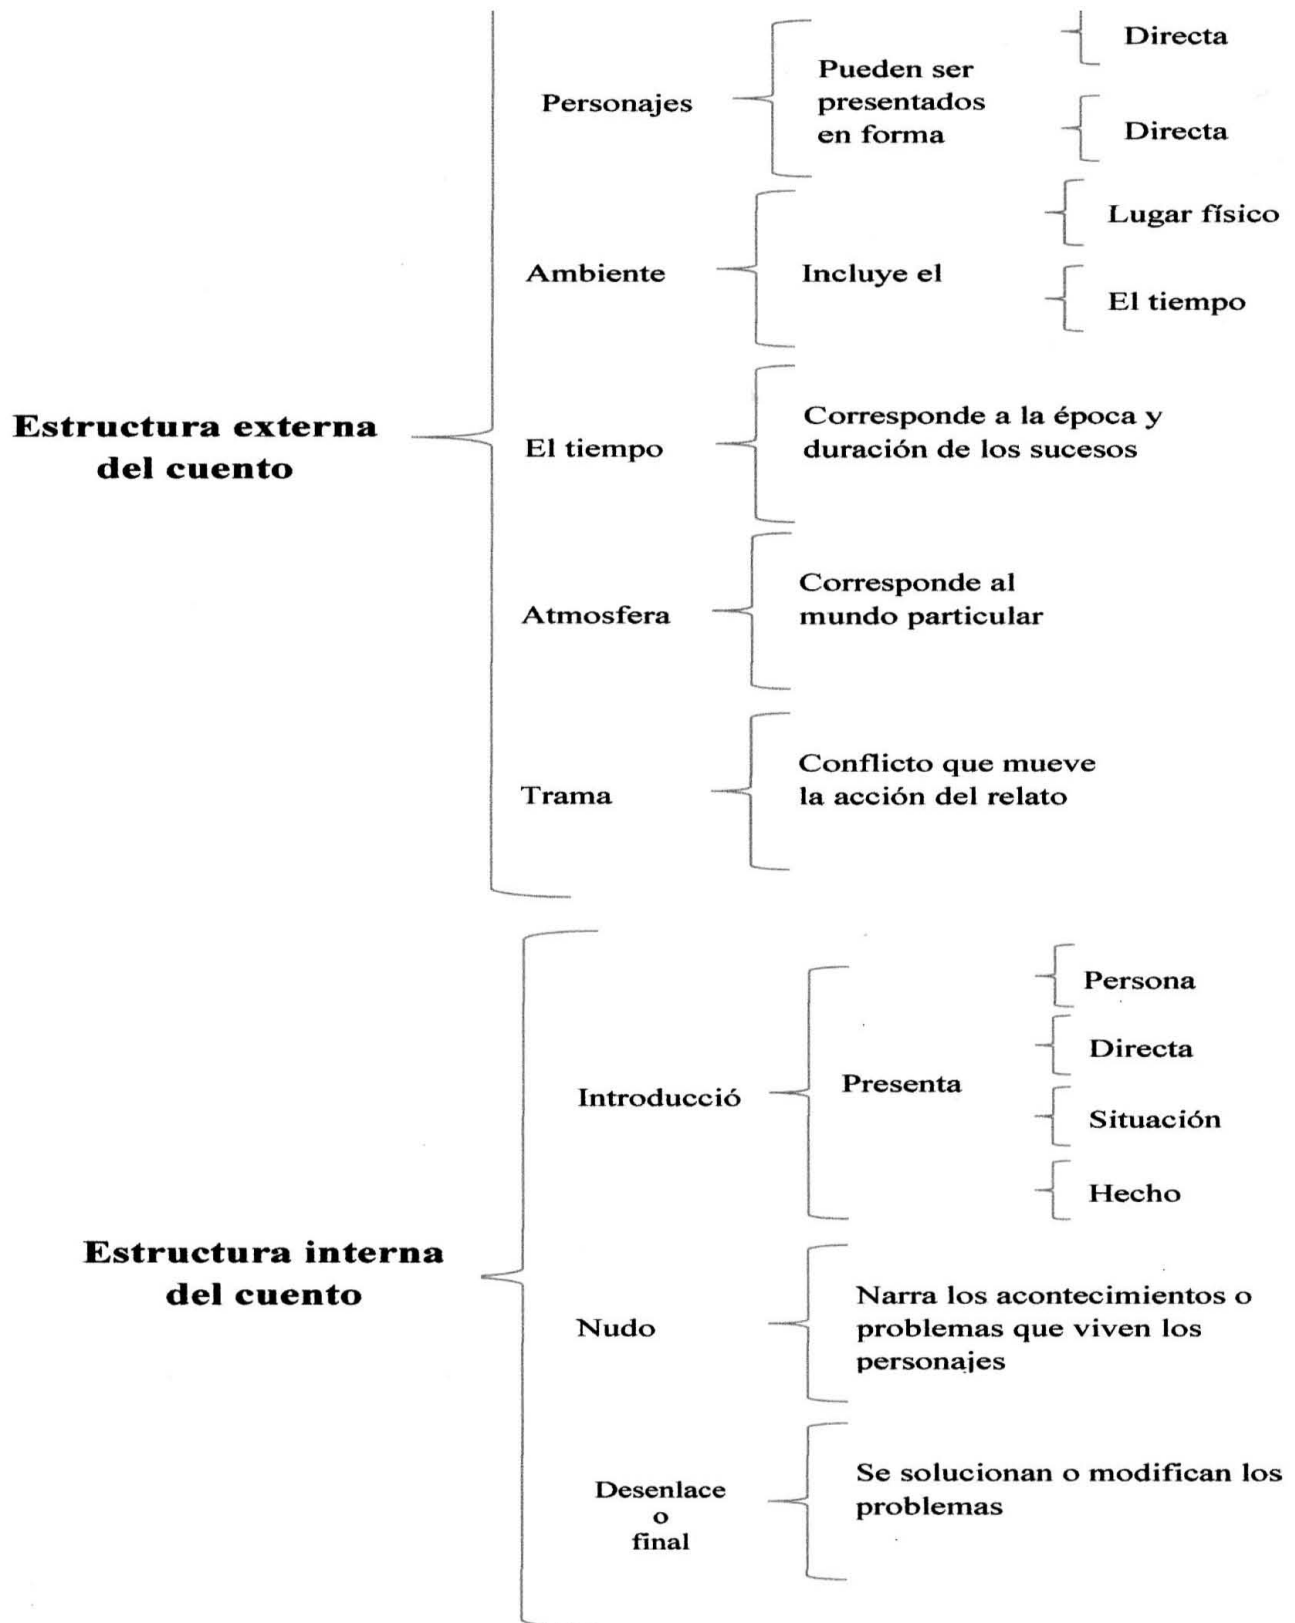 Estructura externa
del cuento
Personajes
Pueden ser
presentados
en forma
Directa
Directa
Ambiente
Incluye el
Lugar físico
El tiempo
El tiempo
Corresponde a la época y
duración de los sucesos
Atmosfera
Corresponde al
mundo particular
Trama
Conflicto que mueve
la acción del relato
Estructura interna
del cuento
Introducció
Presenta
Persona
Directa
Situación
Hecho
Nudo
Narra los acontecimientos o
problemas que viven los
personajes
Desenlace
o
final
Se solucionan o modifican los
problemas